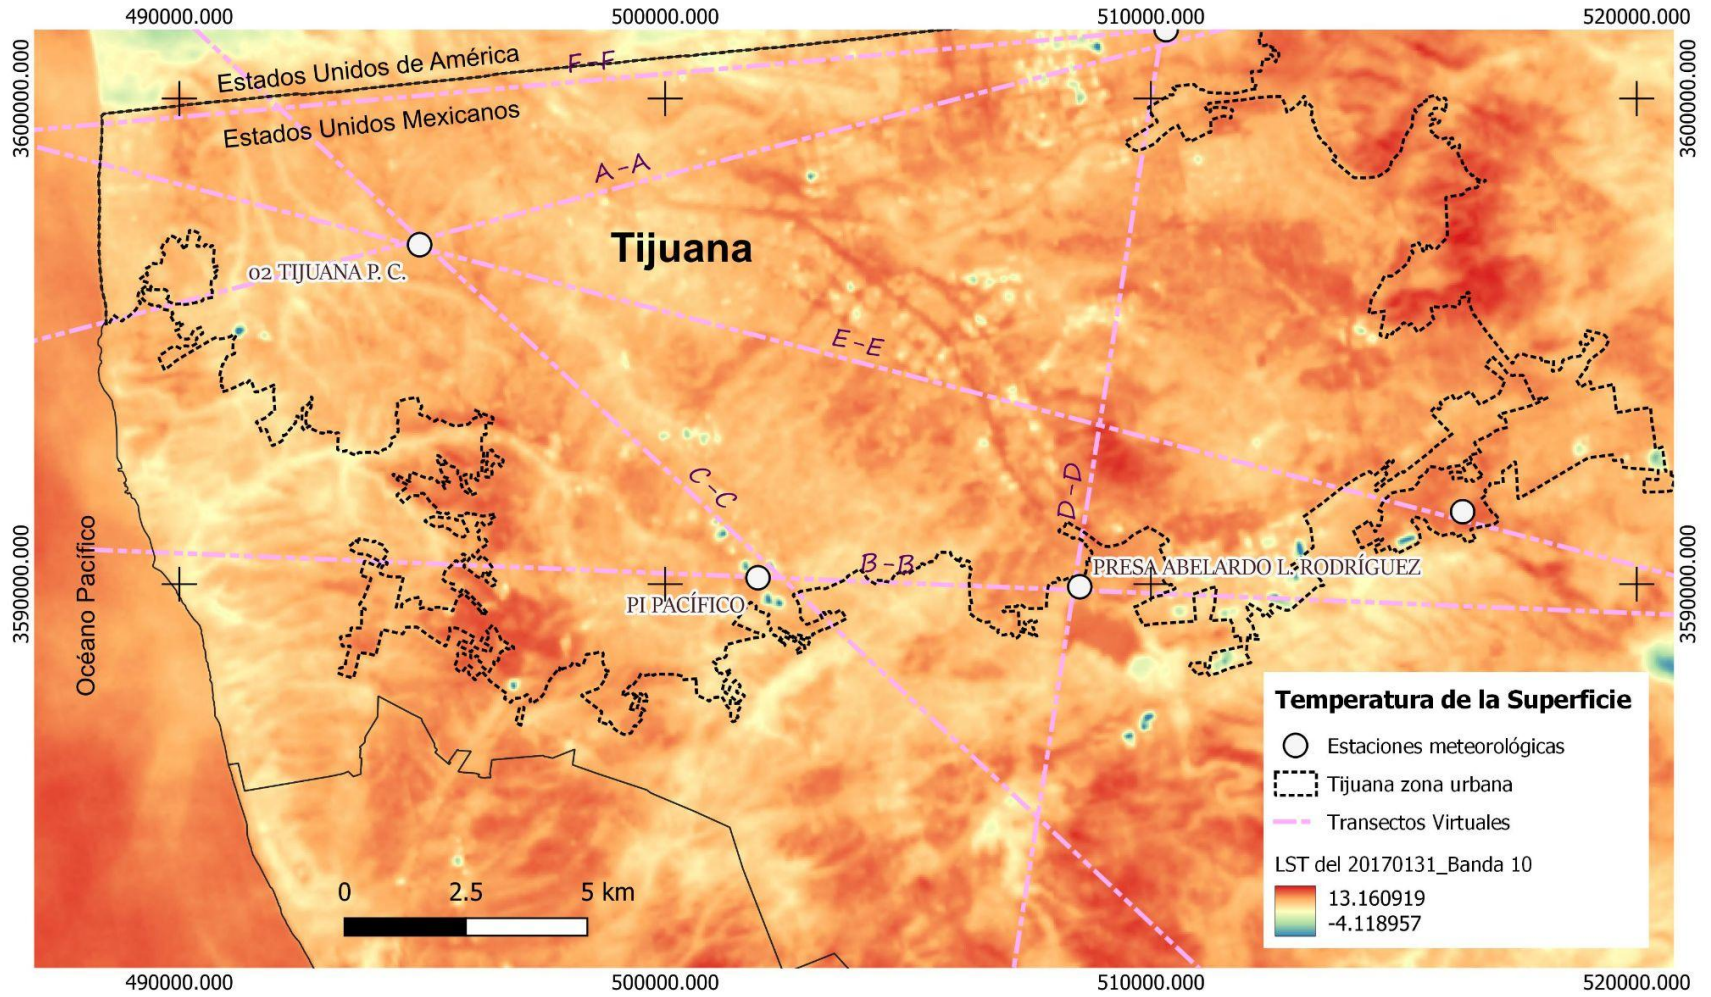 490000.000 500000.000 510000.000 520000.000
3600000.000
3600000.000
Estados Unidos de América
F-F
Estados Unidos Mexicanos
A-A
Tijuana
02 TIJUANA P. C.
E-E
C-C
D-D
Océano Pacífico
3590000.000
3590000.000
B-B
PRESA ABELARDO L. RODRÍGUEZ
PI PACÍFICO
Temperatura de la Superficie
Estaciones meteorológicas
Tijuana zona urbana
Transectos Virtuales
LST del 20170131_Banda 10
13.160919
-4.118957
0 2.5 5 km
490000.000 500000.000 510000.000 520000.000